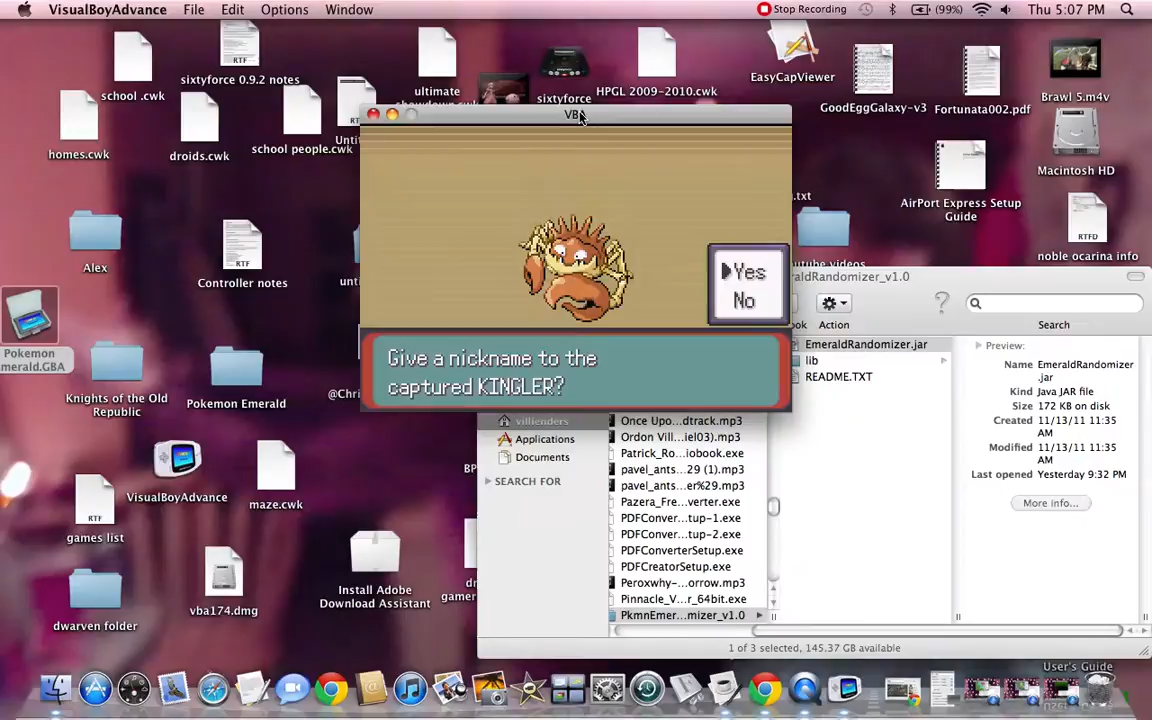 VisualBoyAdvance File Edit Options Window
Stop Recording (99%) Thu 5:07 PM
school .cwk
RTF
sixtyforce 0.9.2 notes
ultimate
sixtyforce
HPGL 2009-2010.cwk
EasyCapViewer
GoodEggGalaxy-v3
Fortunata002.pdf
Brawl 5.m4v
homes.cwk
droids.cwk
school people.cwk
AirPort Express Setup
Guide
Macintosh HD
Alex
Controller notes
RTFD
noble ocarina info
Yes
No
Give a nickname to the
captured KINGLER?
eraldRandomizer_v1.0
Action
Search
EmeraldRandomizer.jar
lib
README.TXT
Preview:
Name EmeraldRandomizer
.jar
Kind Java JAR file
Size 172 KB on disk
Created 11/13/11 11:35
AM
Modified 11/13/11 11:35
AM
Last opened Yesterday 9:32 PM
More info...
Pokemon
merald.GBA
Knights of the Old
Republic
Pokemon Emerald
@Chris
villienders
Applications
Documents
SEARCH FOR
Once Upo...dtrack.mp3
Ordon Vill...iel03).mp3
Patrick_Ro...iobook.exe
pavel_ants...29 (1).mp3
pavel_ants...er%29.mp3
Pazera_Fre...verter.exe
PDFConver...tup-1.exe
PDFConver...tup-2.exe
PDFConverterSetup.exe
PDFCreatorSetup.exe
Peroxwhy-...orrow.mp3
Pinnacle_V...r_64bit.exe
PkmnEmer...mizer_v1.0
1 of 3 selected, 145.37 GB available
VisualBoyAdvance
maze.cwk
RTF
games list
vba174.dmg
Install Adobe
Download Assistant
dwarven folder
User's Guide